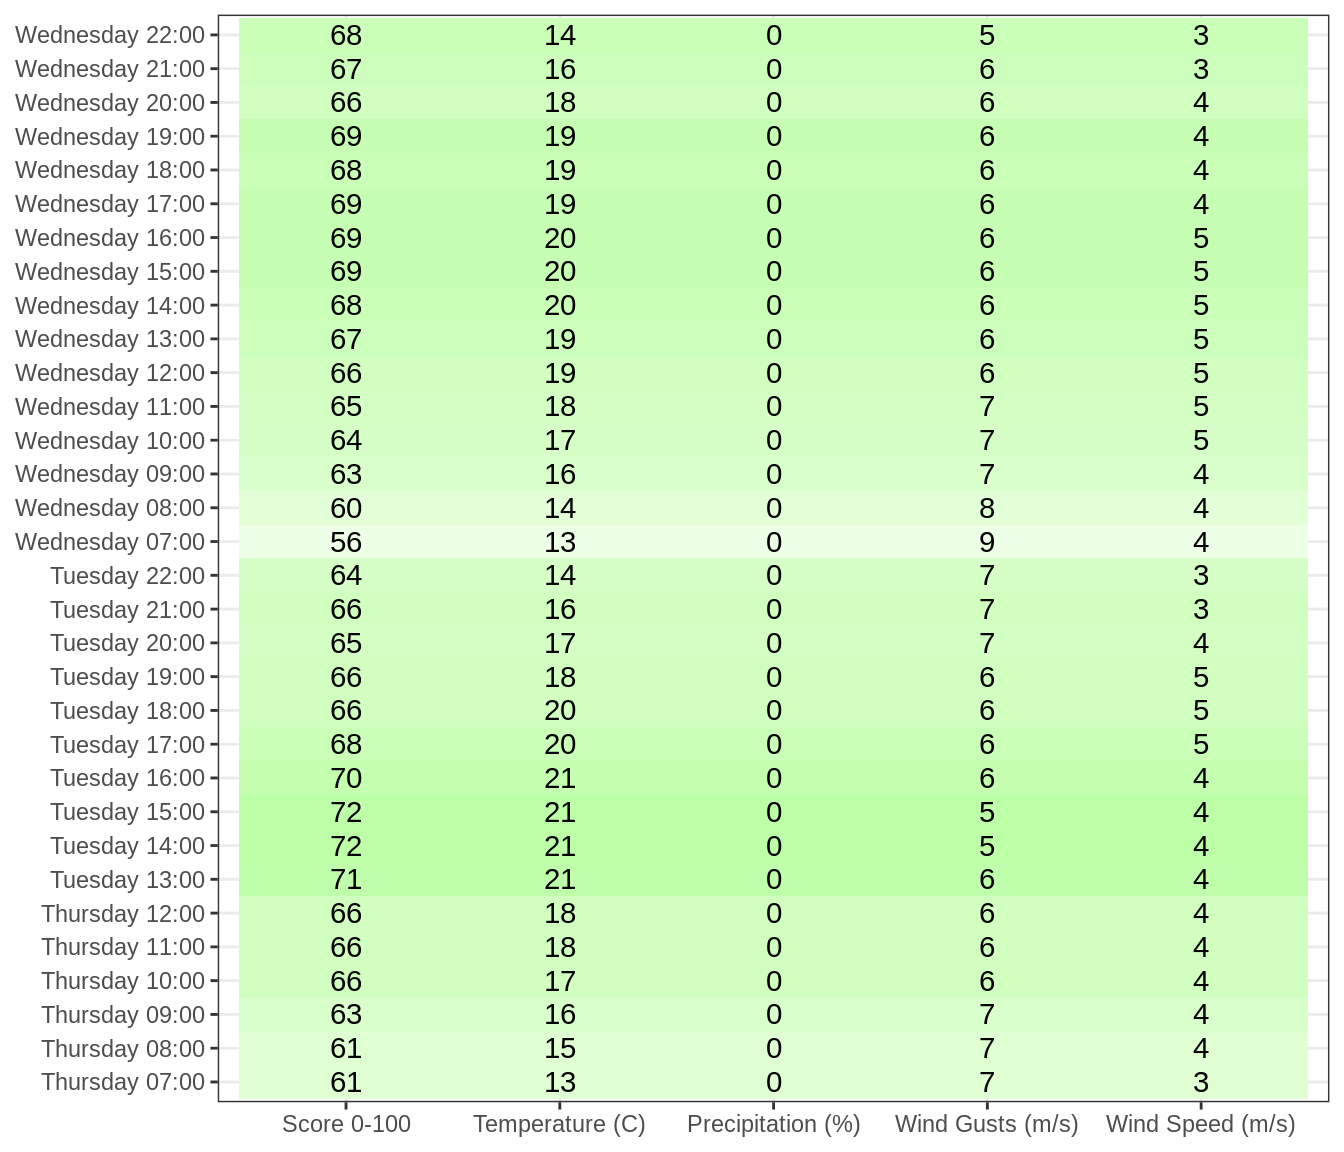 Wednesday 22:00 68 14 0 5 3
Wednesday 21:00 67 16 0 6 3
Wednesday 20:00 66 18 0 6 4
Wednesday 19:00 69 19 0 6 4
Wednesday 18:00 68 19 0 6 4
Wednesday 17:00 69 19 0 6 4
Wednesday 16:00 69 20 0 6 5
Wednesday 15:00 69 20 0 6 5
Wednesday 14:00 68 20 0 6 5
Wednesday 13:00 67 19 0 6 5
Wednesday 12:00 66 19 0 6 5
Wednesday 11:00 65 18 0 7 5
Wednesday 10:00 64 17 0 7 5
Wednesday 09:00 63 16 0 7 4
Wednesday 08:00 60 14 0 8 4
Wednesday 07:00 56 13 0 9 4
Tuesday 22:00 64 14 0 7 3
Tuesday 21:00 66 16 0 7 3
Tuesday 20:00 65 17 0 7 4
Tuesday 19:00 66 18 0 6 5
Tuesday 18:00 66 20 0 6 5
Tuesday 17:00 68 20 0 6 5
Tuesday 16:00 70 21 0 6 4
Tuesday 15:00 72 21 0 5 4
Tuesday 14:00 72 21 0 5 4
Tuesday 13:00 71 21 0 6 4
Thursday 12:00 66 18 0 6 4
Thursday 11:00 66 18 0 6 4
Thursday 10:00 66 17 0 6 4
Thursday 09:00 63 16 0 7 4
Thursday 08:00 61 15 0 7 4
Thursday 07:00 61 13 0 7 3
Score 0-100 Temperature (C) Precipitation (%) Wind Gusts (m/s) Wind Speed (m/s)